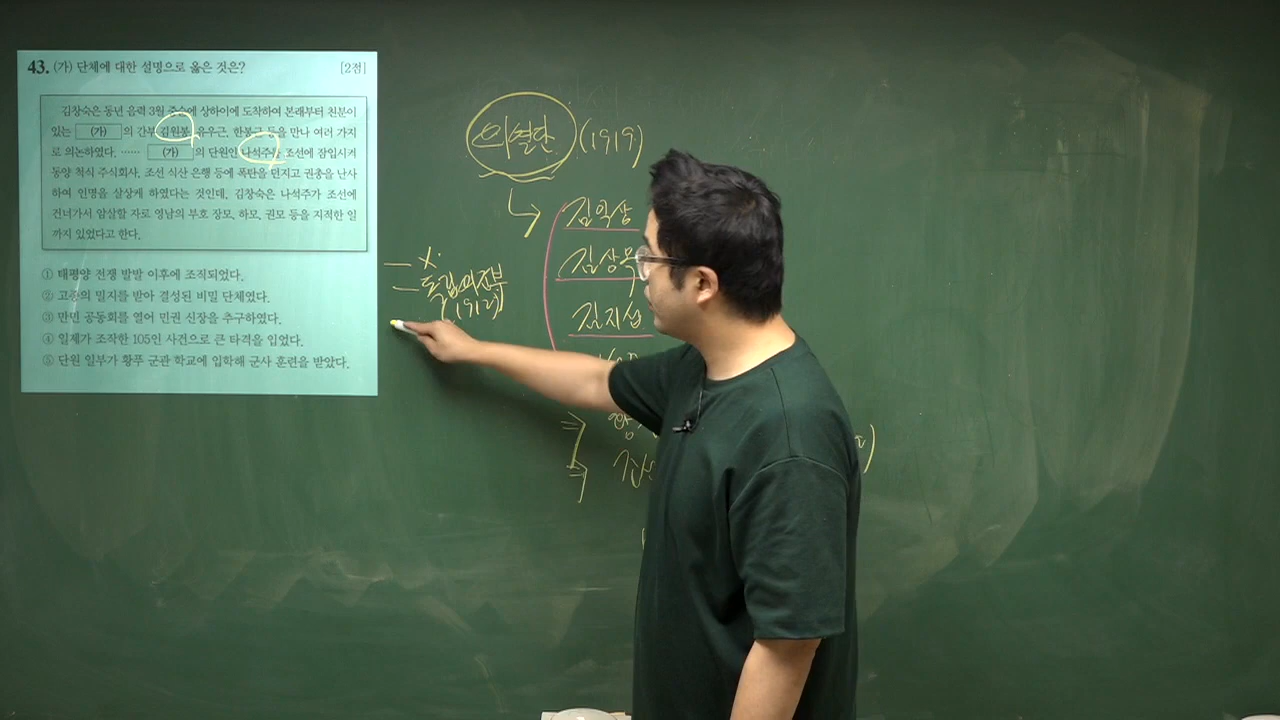 43. (가) 단체에 대한 설명으로 옳은 것은? [2점]
김창숙은 동년 음력 3월 중순에 상하이에 도착하여 본래부터 친분이
있는 (가) 의 간부 김원봉, 유우근, 한봉근 등을 만나 여러 가지
로 의논하였다. …… (가) 의 단원인 나석주는 조선에 잠입시켜
동양 척식 주식회사, 조선 식산 은행 등에 폭탄을 던지고 권총을 난사
하여 인명을 살상케 하였다는 것인데, 김창숙은 나석주가 조선에
건너가서 암살할 자로 영남의 부호 장모, 하모, 권모 등을 지적한 일
까지 있었다고 한다.
① 태평양 전쟁 발발 이후에 조직되었다.
② 고종의 밀지를 받아 결성된 비밀 단체였다.
③ 만민 공동회를 열어 민권 신장을 추구하였다.
④ 일제가 조작한 105인 사건으로 큰 타격을 입었다.
⑤ 단원 일부가 황푸 군관 학교에 입학해 군사 훈련을 받았다.
X.
독립의군부
(1912)
의열단 (1919)
김익상
김상옥
김지섭